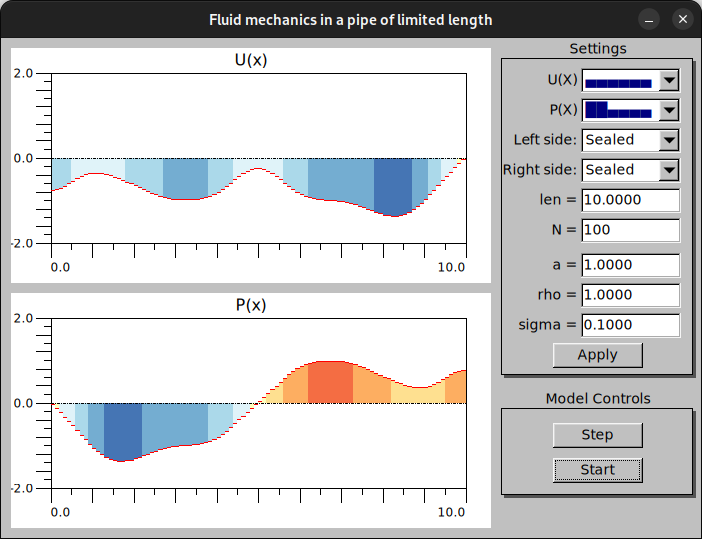 Fluid mechanics in a pipe of limited length
U(x)
2.0
0.0
-2.0
0.0 10.0
P(x)
2.0
0.0
-2.0
0.0 10.0
Settings
U(X)
P(X)
Left side: Sealed
Right side: Sealed
len = 10.0000
N = 100
a = 1.0000
rho = 1.0000
sigma = 0.1000
Apply
Model Controls
Step
Start